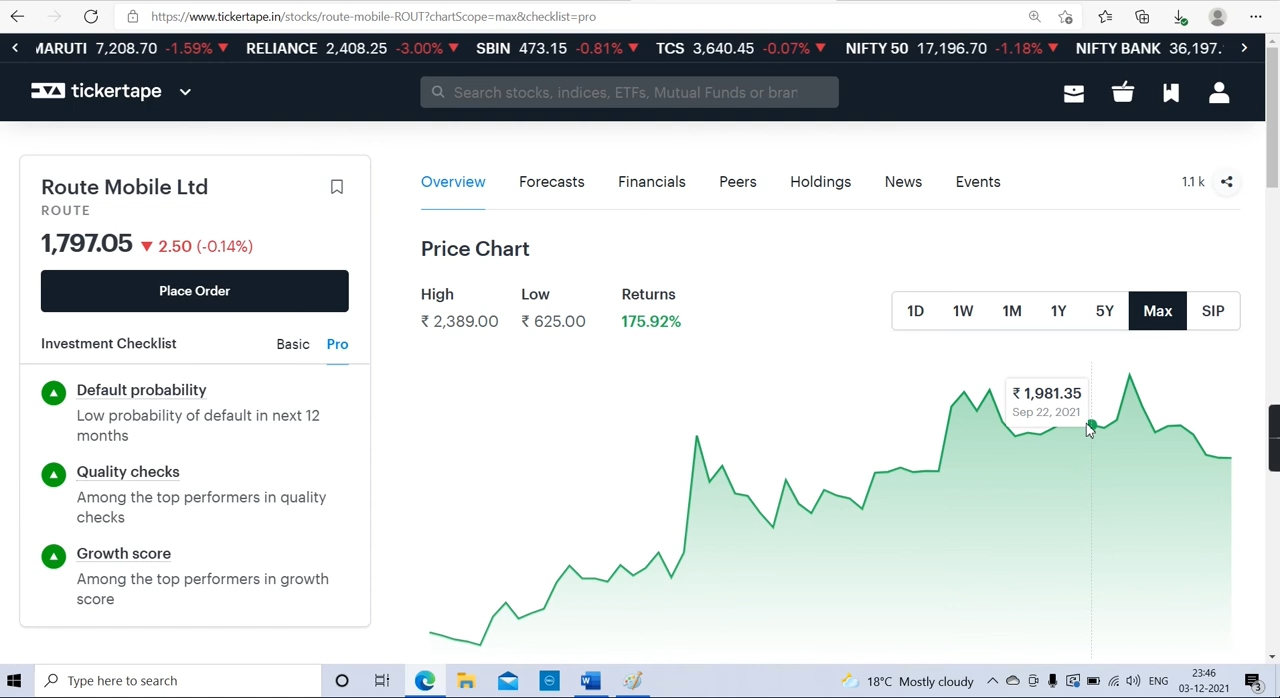 https://www.tickertape.in/stocks/route-mobile-ROUT?chartScope=max&checklist=pro
MARUTI 7,208.70 -1.59% ▼ RELIANCE 2,408.25 -3.00% ▼ SBIN 473.15 -0.81% ▼ TCS 3,640.45 -0.07% ▼ NIFTY 50 17,196.70 -1.18% ▼ NIFTY BANK 36,197.
tickertape
Search stocks, indices, ETFs, Mutual Funds or bran
Route Mobile Ltd
ROUTE
1,797.05 ▼ 2.50 (-0.14%)
Place Order
Investment Checklist Basic Pro
Default probability
Low probability of default in next 12
months
Quality checks
Among the top performers in quality
checks
Growth score
Among the top performers in growth
score
Overview Forecasts Financials Peers Holdings News Events 1.1 k
Price Chart
High Low Returns
₹ 2,389.00 ₹ 625.00 175.92%
1D 1W 1M 1Y 5Y Max SIP
₹ 1,981.35
Sep 22, 2021
Type here to search
18°C Mostly cloudy
ENG
23:46
03-12-2021
3